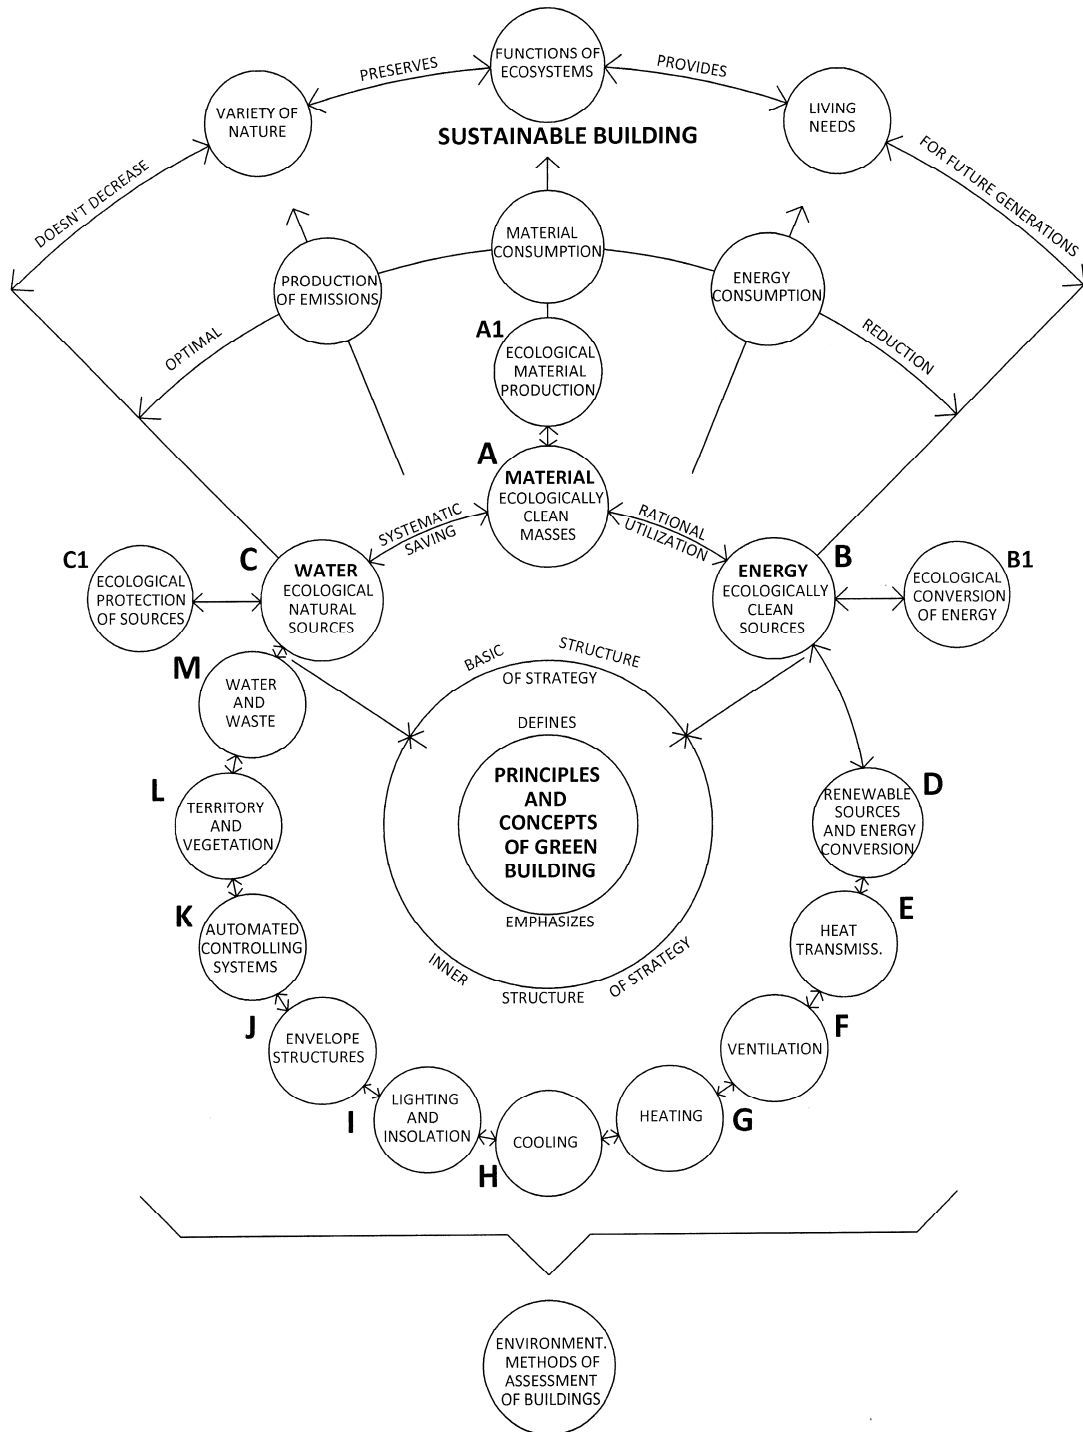 FUNCTIONS OF
ECOSYSTEMS
PRESERVES
PROVIDES
VARIETY OF
NATURE
LIVING
NEEDS
SUSTAINABLE BUILDING
DOESN'T DECREASE
FOR FUTURE GENERATIONS
MATERIAL
CONSUMPTION
PRODUCTION
OF EMISSIONS
ENERGY
CONSUMPTION
OPTIMAL
REDUCTION
A1
ECOLOGICAL
MATERIAL
PRODUCTION
A
MATERIAL
ECOLOGICALLY
CLEAN
MASSES
SYSTEMATIC
SAVING
RATIONAL
UTILIZATION
C1
ECOLOGICAL
PROTECTION
OF SOURCES
C
WATER
ECOLOGICAL
NATURAL
SOURCES
B
ENERGY
ECOLOGICALLY
CLEAN
SOURCES
B1
ECOLOGICAL
CONVERSION
OF ENERGY
BASIC STRUCTURE
OF STRATEGY
DEFINES
PRINCIPLES
AND
CONCEPTS
OF GREEN
BUILDING
EMPHASIZES
INNER STRUCTURE OF STRATEGY
M
WATER
AND
WASTE
L
TERRITORY
AND
VEGETATION
K
AUTOMATED
CONTROLLING
SYSTEMS
J
ENVELOPE
STRUCTURES
I
LIGHTING
AND
INSOLATION
H
COOLING
G
HEATING
F
VENTILATION
E
HEAT
TRANSMISS.
D
RENEWABLE
SOURCES
AND ENERGY
CONVERSION
ENVIRONMENT.
METHODS OF
ASSESSMENT
OF BUILDINGS